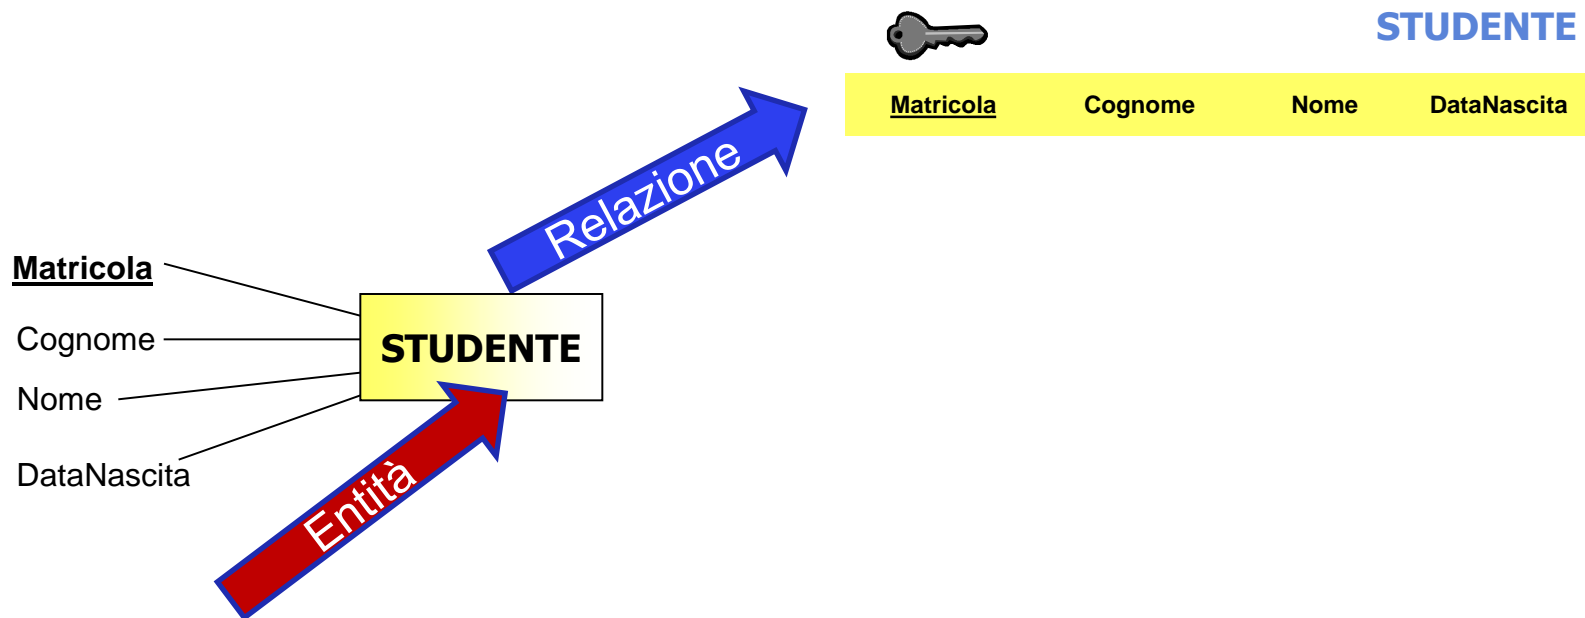 STUDENTE
Matricola Cognome Nome DataNascita
Relazione
Matricola
Cognome
Nome
DataNascita
STUDENTE
Entità